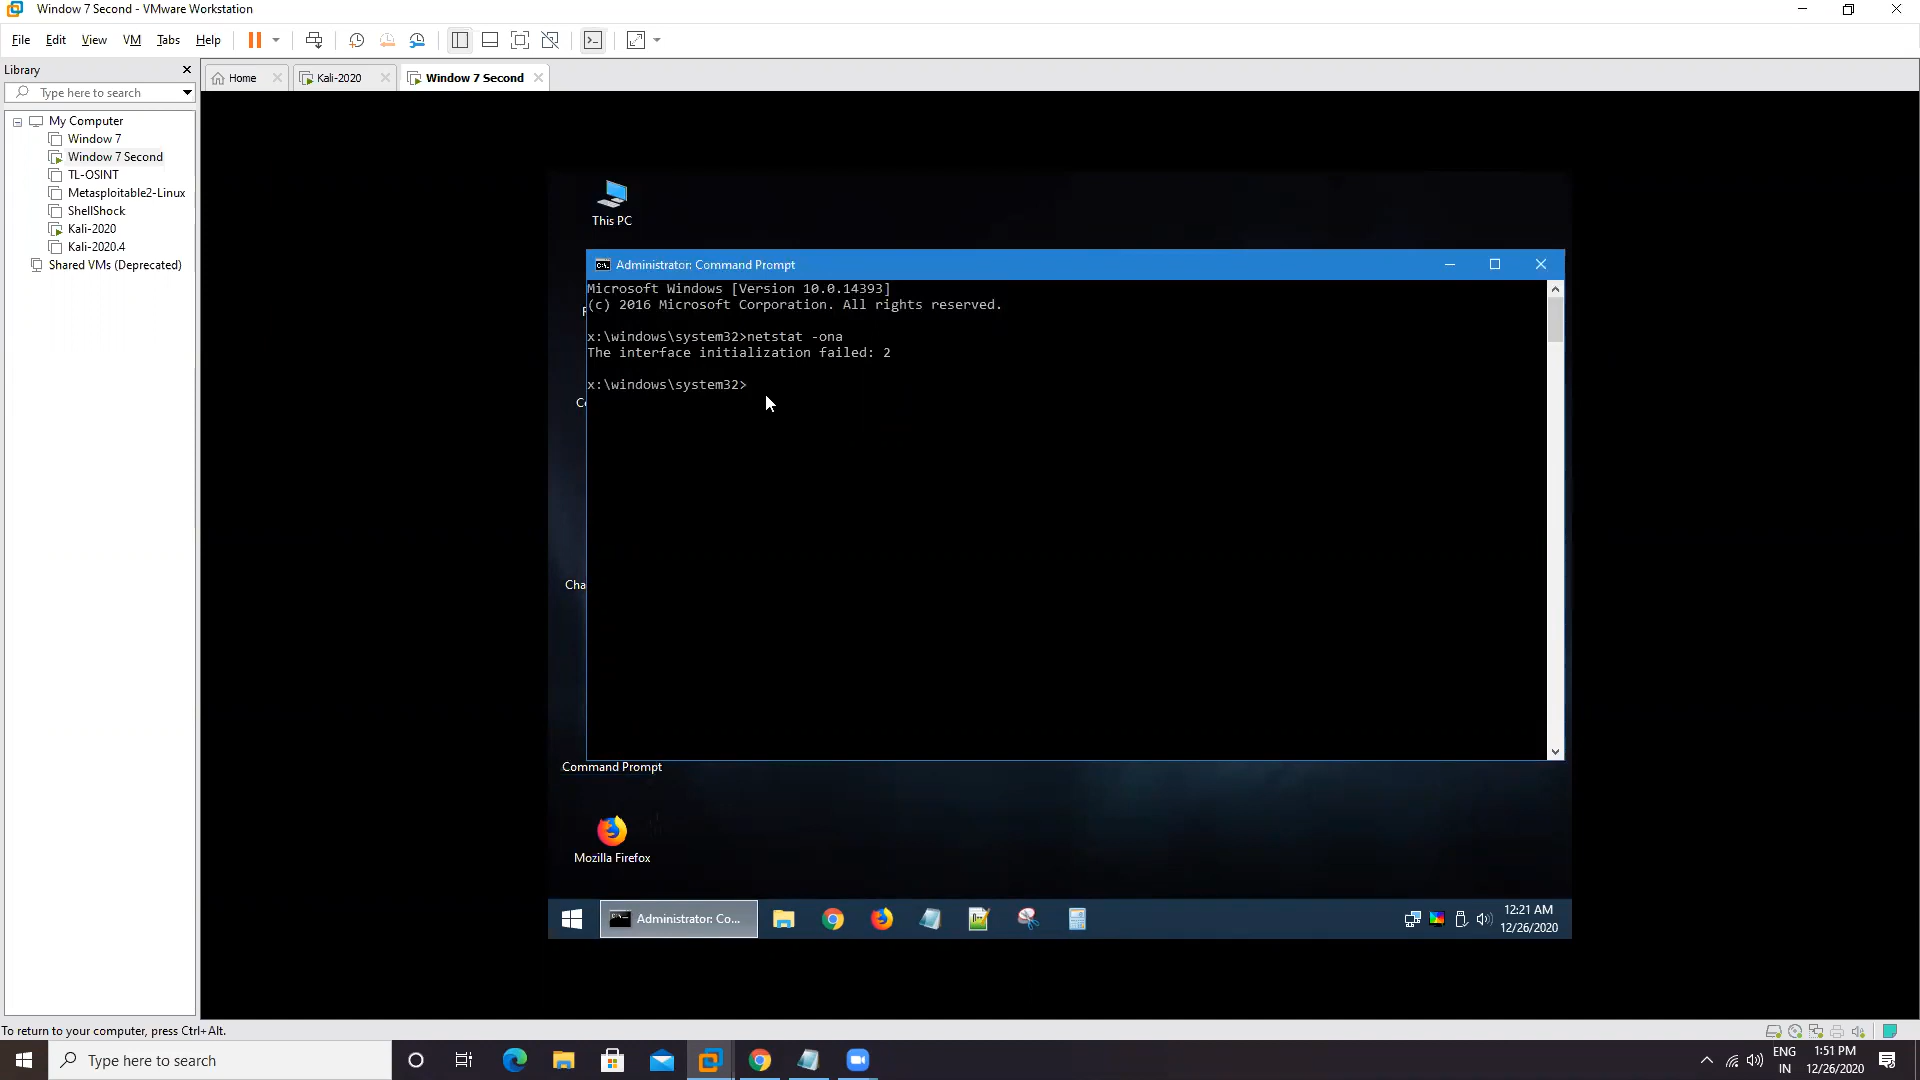 Window 7 Second - VMware Workstation
File Edit View VM Tabs Help
Library
Type here to search
My Computer
Window 7
Window 7 Second
TL-OSINT
Metasploitable2-Linux
ShellShock
Kali-2020
Kali-2020.4
Shared VMs (Deprecated)
Home
Kali-2020
Window 7 Second
This PC
Administrator: Command Prompt
Microsoft Windows [Version 10.0.14393]
(c) 2016 Microsoft Corporation. All rights reserved.
x:\windows\system32>netstat -ona
The interface initialization failed: 2
x:\windows\system32>
Cha
Command Prompt
Mozilla Firefox
Administrator: Co...
12:21 AM
12/26/2020
To return to your computer, press Ctrl+Alt.
Type here to search
ENG
IN
1:51 PM
12/26/2020